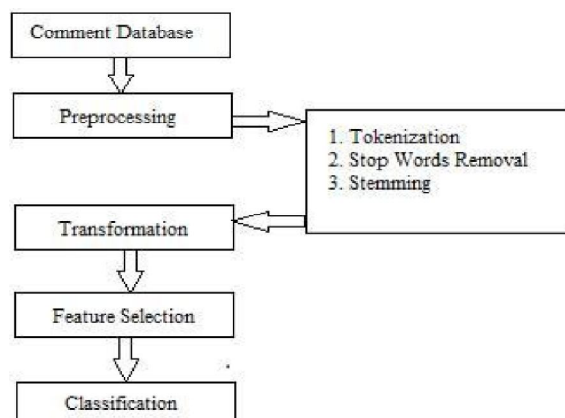 Comment Database
Preprocessing
1. Tokenization
2. Stop Words Removal
3. Stemming
Transformation
Feature Selection
Classification